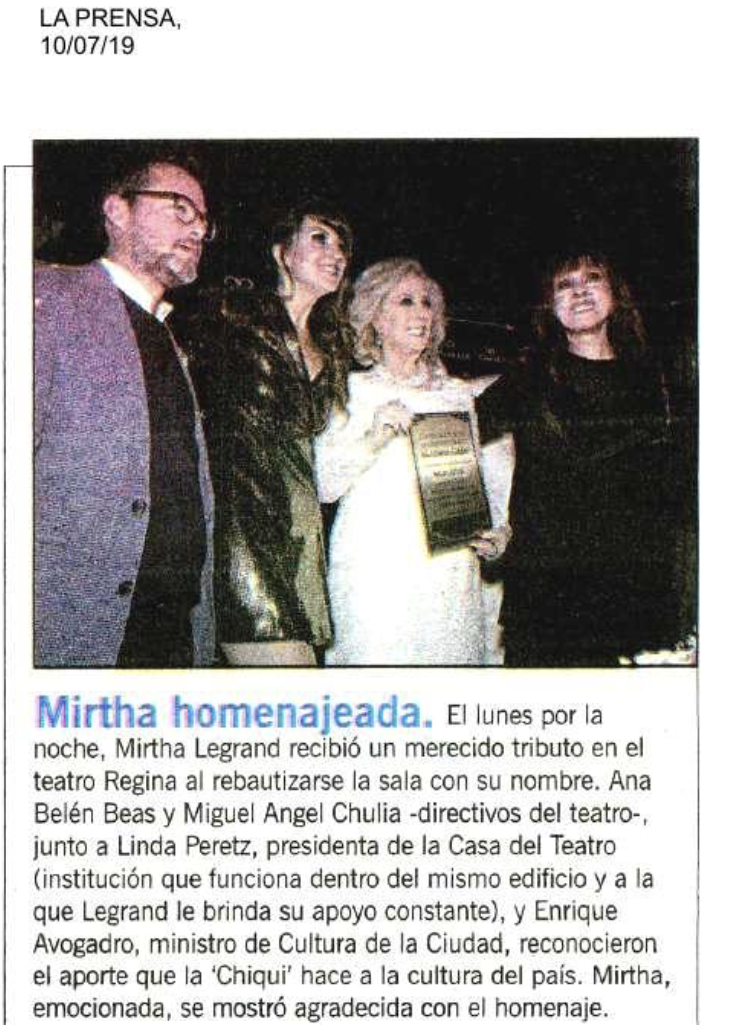 LA PRENSA,
10/07/19
Mirtha homenajeada. El lunes por la
noche, Mirtha Legrand recibió un merecido tributo en el
teatro Regina al rebautizarse la sala con su nombre. Ana
Belén Beas y Miguel Angel Chulia -directivos del teatro-,
junto a Linda Peretz, presidenta de la Casa del Teatro
(institución que funciona dentro del mismo edificio y a la
que Legrand le brinda su apoyo constante), y Enrique
Avogadro, ministro de Cultura de la Ciudad, reconocieron
el aporte que la 'Chiqui' hace a la cultura del país. Mirtha,
emocionada, se mostró agradecida con el homenaje.